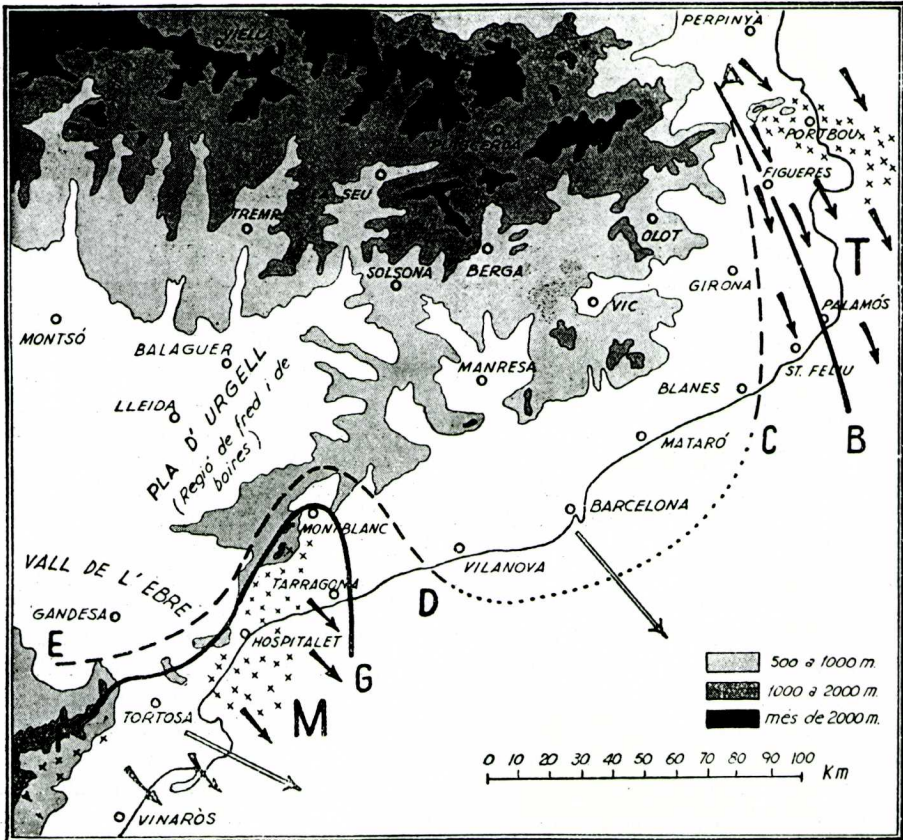 PERPINYÀ
VIELLA
A
PORTBOU
PUIGCERDÀ
FIGUERES
SEU
TREMP
OLOT
T
BERGA
SOLSONA
GIRONA
VIC
PALAMÓS
MONTSÓ
BALAGUER
MANRESA
ST. FELIU
BLANES
LLEIDA
PLA D'URGELL
(Regió de fred i de
boires)
MATARÓ
C
B
BARCELONA
MONTBLANC
VILANOVA
VALL DE L'EBRE
TARRAGONA
D
GANDESA
E
HOSPITALET
G
500 a 1000 m.
1000 a 2000 m.
més de 2000 m.
TORTOSA
M
0 10 20 30 40 50 60 70 80 90 100 Km
VINARÒS